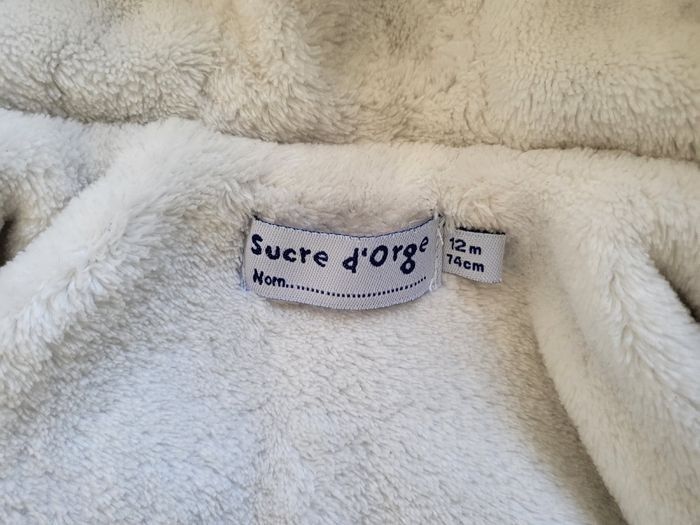 Sucre d'Orge
Nom..............................
12m
74cm